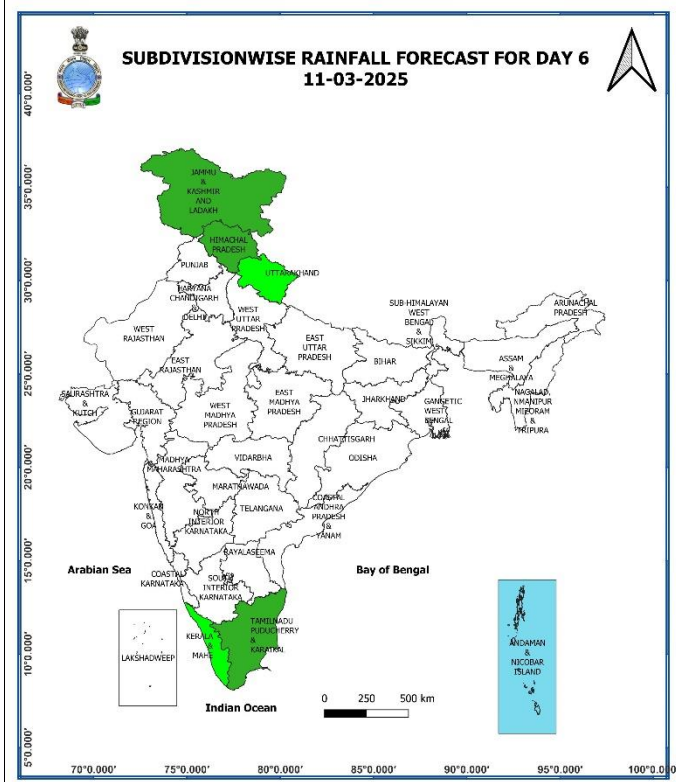 SUBDIVISIONWISE RAINFALL FORECAST FOR DAY 6
11-03-2025
40°0.000'
35°0.000'
30°0.000'
25°0.000'
20°0.000'
15°0.000'
10°0.000'
5°0.000'
JAMMU
&
KASHMIR
AND
LADAKH
HIMACHAL
PRADESH
PUNJAB
UTTARAKHAND
HARYANA
CHANDIGARH
&
DELHI
WEST
UTTAR
PRADESH
SUB-HIMALAYAN
WEST
BENGAL
&
SIKKIM
ARUNACHAL
PRADESH
WEST
RAJASTHAN
EAST
UTTAR
PRADESH
EAST
RAJASTHAN
BIHAR
ASSAM
&
MEGHALAYA
SAURASHTRA
&
KUTCH
GUJARAT
REGION
WEST
MADHYA
PRADESH
EAST
MADHYA
PRADESH
JHARKHAND
GANGETIC
WEST
BENGAL
NAGALAD,
NMANIPUR
MIZORAM
&
TRIPURA
CHHATTISGARH
ODISHA
MADHYA
MAHARASHTRA
VIDARBHA
MARATHAWADA
KONKAN
&
GOA
NORTH
INTERIOR
KARNATAKA
TELANGANA
COASTAL
ANDHRA
PRADESH
&
YANAM
RAYALASEEMA
Arabian Sea
Bay of Bengal
COASTAL
KARNATAKA
SOUTH
INTERIOR
KARNATAKA
TAMILNADU
PUDUCHERRY
&
KARAIKAL
KERALA
&
MAHE
LAKSHADWEEP
ANDAMAN
&
NICOBAR
ISLAND
Indian Ocean
0 250 500 km
70°0.000' 75°0.000' 80°0.000' 85°0.000' 90°0.000' 95°0.000' 100°0.000'